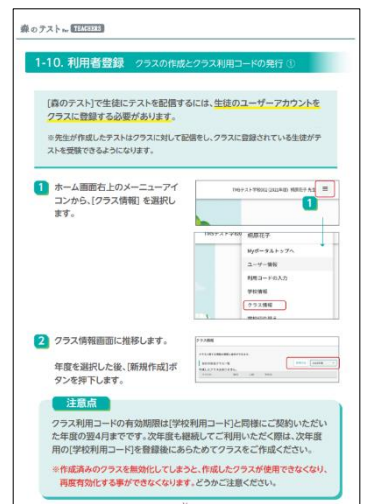 森のテスト for TEACHERS
1-10. 利用者登録 クラスの作成とクラス利用コードの発行 ①
[森のテスト]で生徒にテストを配信するには、生徒のユーザーアカウントを
クラスに登録する必要があります。
※先生が作成したテストはクラスに対して配信をし、クラスに登録されている生徒がテ
ストを受験できるようになります。
1 ホーム画面右上のメニューアイ
コンから、[クラス情報] を選択し
ます。
1
Myポータルトップへ
ユーザー情報
利用コードの入力
学校情報
クラス情報
2 クラス情報画面に推移します。
年度を選択した後、[新規作成]ボ
タンを押下します。
クラス情報
注意点
クラス利用コードの有効期限は[学校利用コード]と同様にご契約いただい
た年度の翌4月までです。次年度も継続してご利用いただく際は、次年度
用の[学校利用コード]を登録後にあらためてクラスをご作成ください。
※作成済みのクラスを無効化してしまうと、作成したクラスが使用できなくなり、
再度有効化する事ができなくなります。どうかご注意ください。